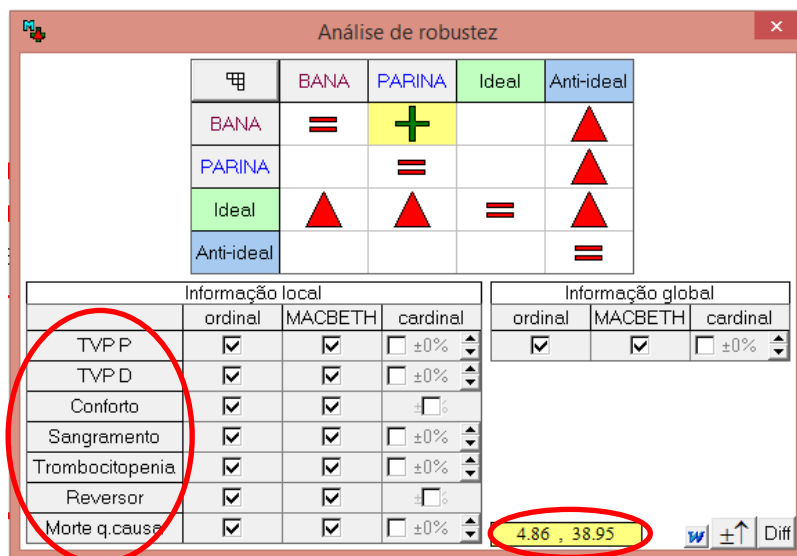 Análise de robustez
BANA PARINA Ideal Anti-ideal
BANA
PARINA
Ideal
Anti-ideal
Informação local Informação global
ordinal MACBETH cardinal ordinal MACBETH cardinal
TVP P ±0% ±0%
TVP D ±0%
Conforto
Sangramento ±0%
Trombocitopenia ±0%
Reversor
Morte q.causa ±0% 4.86 , 38.95 w ±↑ Diff